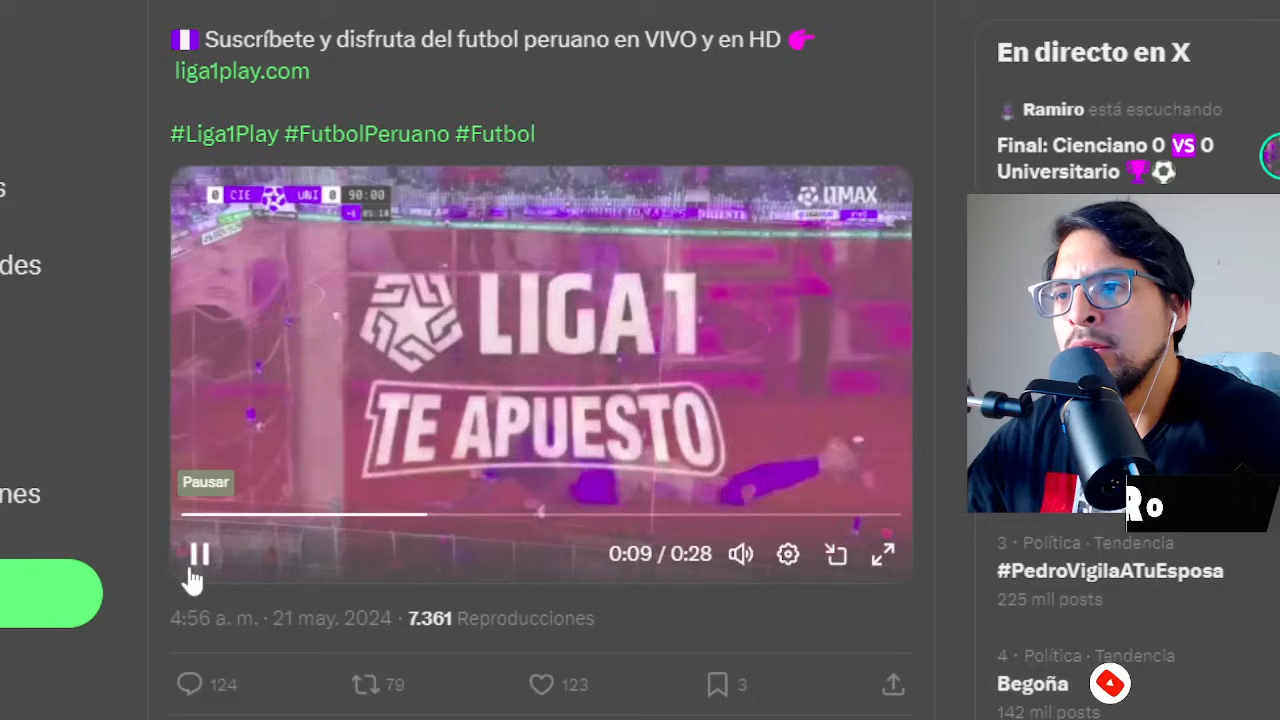 Suscríbete y disfruta del futbol peruano en VIVO y en HD
liga1play.com
#Liga1Play #FutbolPeruano #Futbol
0 CIE UNI 0 90:00
L1MAX
LIGA1
TE APUESTO
Pausar
0:09 / 0:28
4:56 a. m. · 21 may. 2024 · 7.361 Reproducciones
124
79
123
3
s
des
nes
En directo en X
Ramiro está escuchando
Final: Cienciano 0 VS 0
Universitario
Ro
3 · Política · Tendencia
#PedroVigilaATuEsposa
225 mil posts
4 · Política · Tendencia
Begoña
142 mil posts